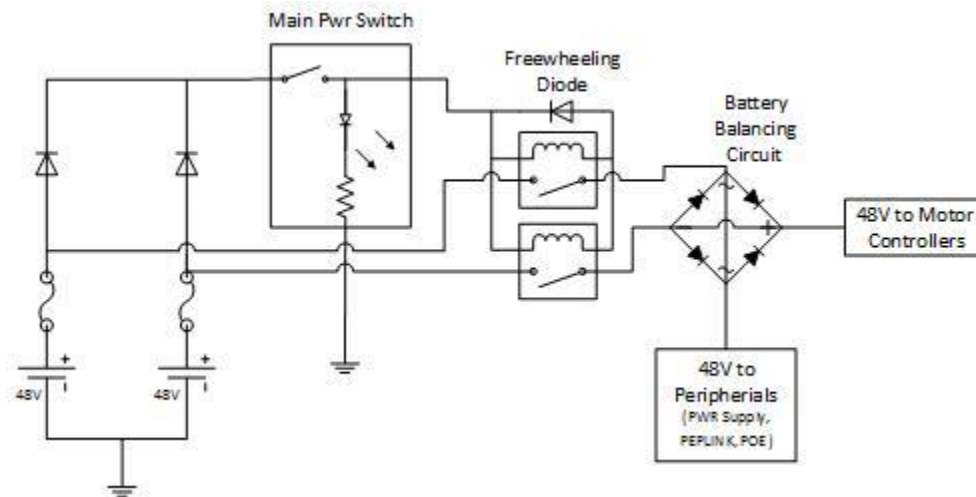 Main Pwr Switch
Freewheeling
Diode
Battery
Balancing
Circuit
48V to Motor
Controllers
48V
48V
48V to
Peripherials
(PWR Supply,
PEPLINK, POE)